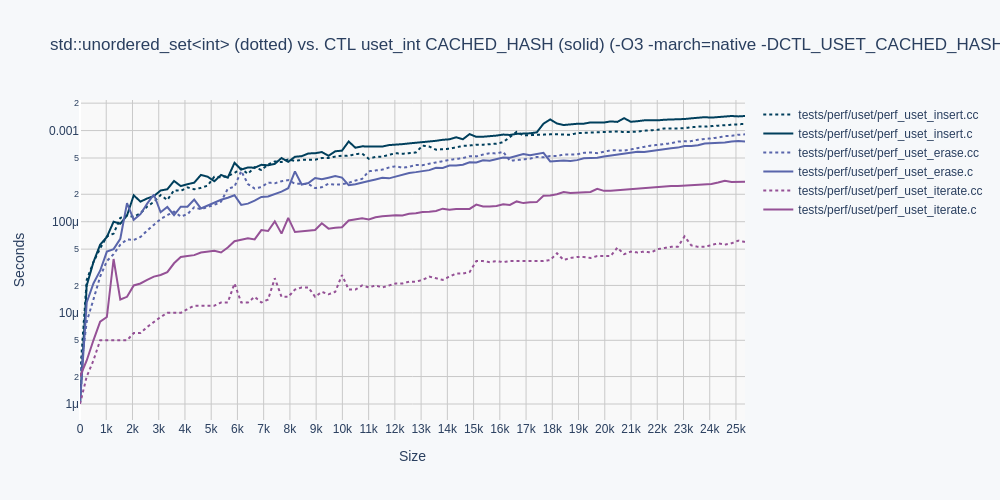 std::unordered_set<int> (dotted) vs. CTL uset_int CACHED_HASH (solid) (-O3 -march=native -DCTL_USET_CACHED_HASH
2
0.001
5
2
100μ
5
2
10μ
5
2
1μ
Seconds
0 1k 2k 3k 4k 5k 6k 7k 8k 9k 10k 11k 12k 13k 14k 15k 16k 17k 18k 19k 20k 21k 22k 23k 24k 25k
Size
tests/perf/uset/perf_uset_insert.cc
tests/perf/uset/perf_uset_insert.c
tests/perf/uset/perf_uset_erase.cc
tests/perf/uset/perf_uset_erase.c
tests/perf/uset/perf_uset_iterate.cc
tests/perf/uset/perf_uset_iterate.c